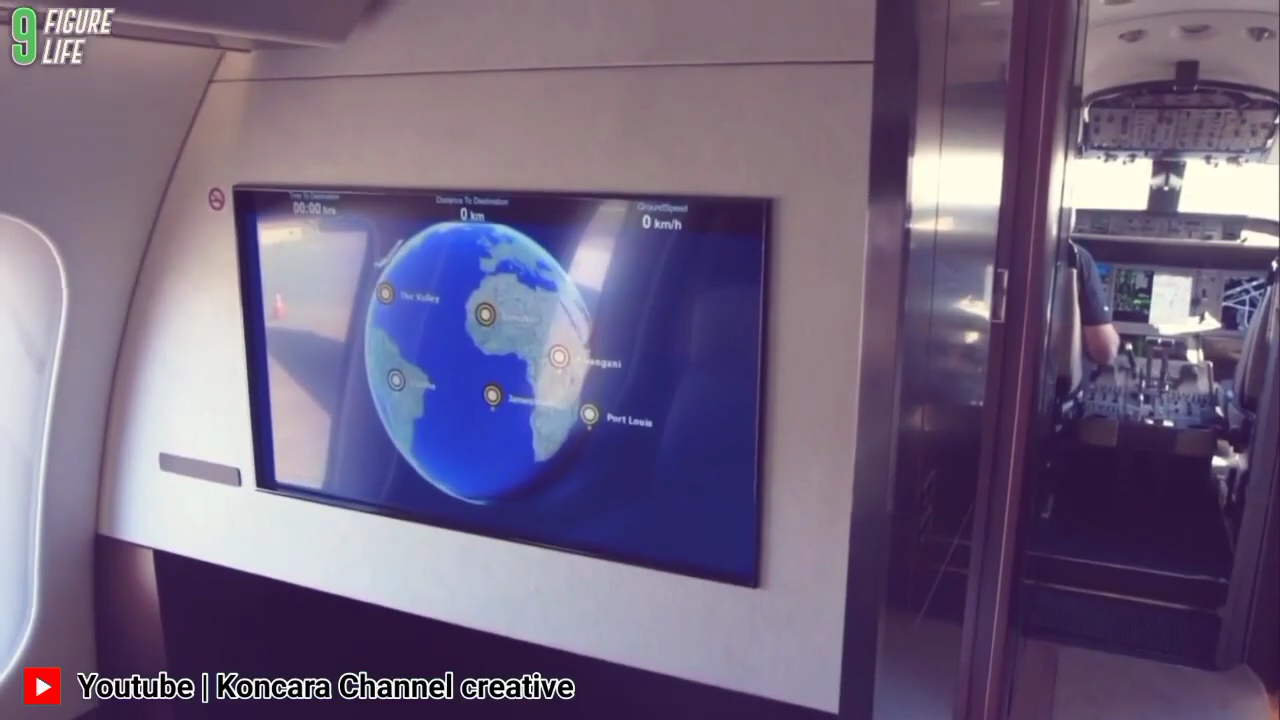 9 FIGURE
LIFE
Time To Destination
00:00 hrs
Distance To Destination
0 km
GroundSpeed
0 km/h
The Valley
Port Louis
Youtube | Koncara Channel creative